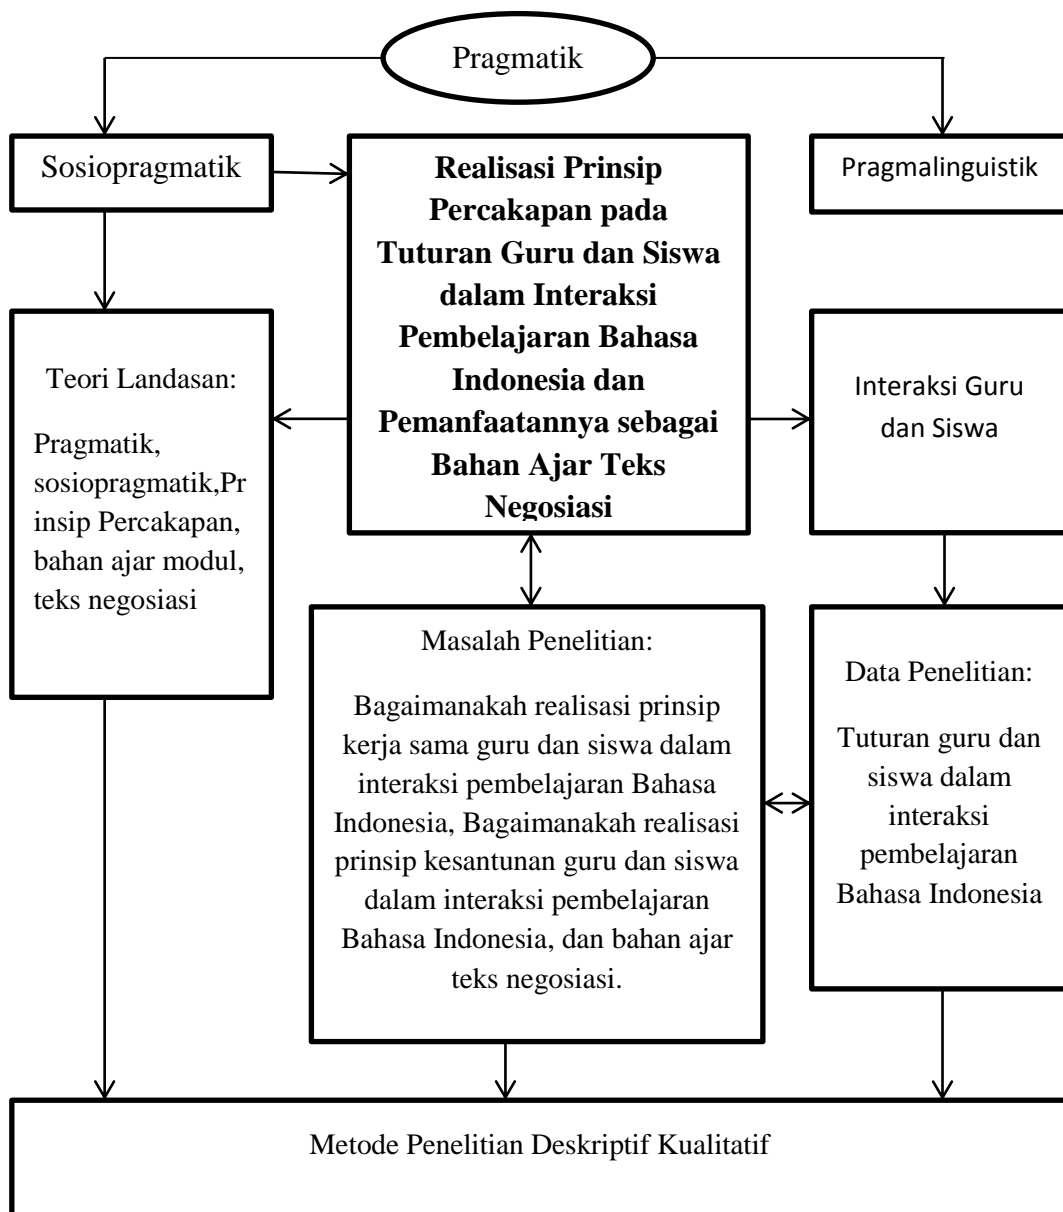 Pragmatik
Sosiopragmatik
Realisasi Prinsip
Percakapan pada
Tuturan Guru dan Siswa
dalam Interaksi
Pembelajaran Bahasa
Indonesia dan
Pemanfaatannya sebagai
Bahan Ajar Teks
Negosiasi
Pragmalinguistik
Teori Landasan:
Pragmatik,
sosiopragmatik,Pr
insip Percakapan,
bahan ajar modul,
teks negosiasi
Interaksi Guru
dan Siswa
Masalah Penelitian:
Bagaimanakah realisasi prinsip
kerja sama guru dan siswa dalam
interaksi pembelajaran Bahasa
Indonesia, Bagaimanakah realisasi
prinsip kesantunan guru dan siswa
dalam interaksi pembelajaran
Bahasa Indonesia, dan bahan ajar
teks negosiasi.
Data Penelitian:
Tuturan guru dan
siswa dalam
interaksi
pembelajaran
Bahasa Indonesia
Metode Penelitian Deskriptif Kualitatif